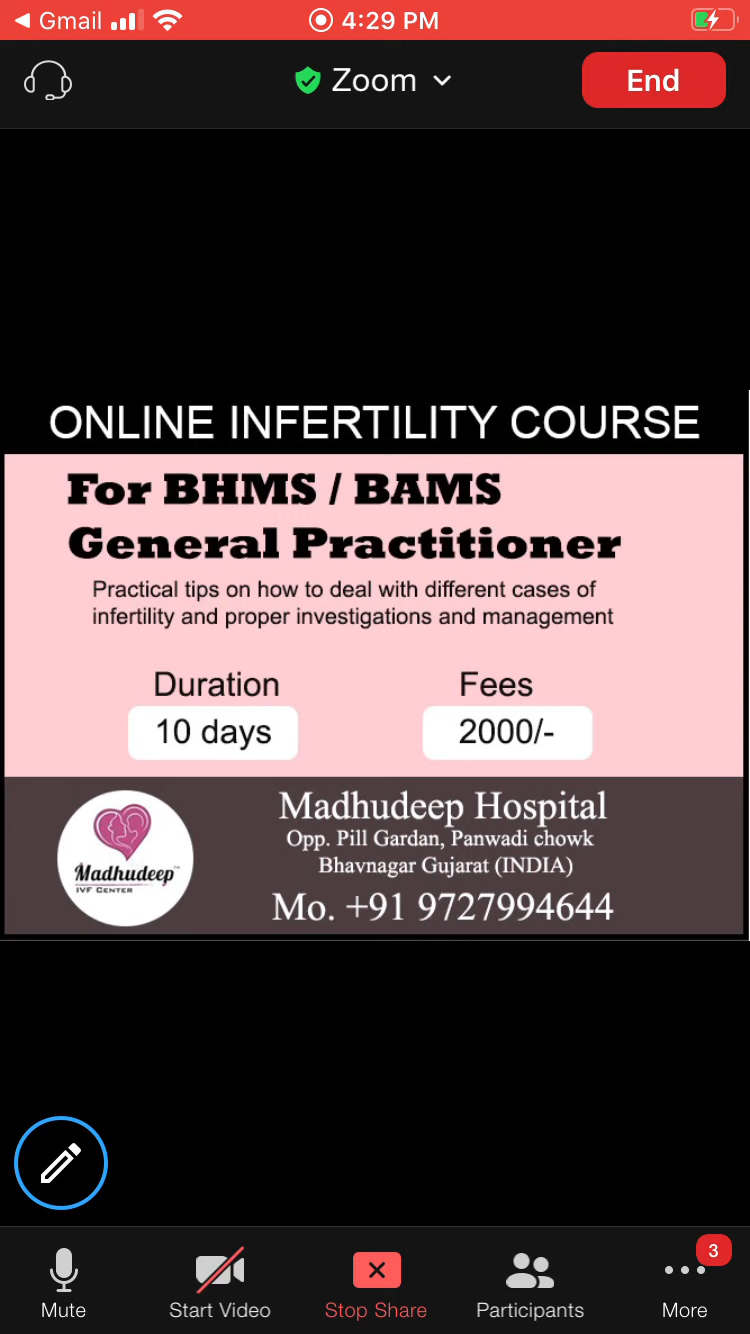 Gmail
4:29 PM
Zoom
End
ONLINE INFERTILITY COURSE
For BHMS / BAMS
General Practitioner
Practical tips on how to deal with different cases of
infertility and proper investigations and management
Duration
Fees
10 days
2000/-
Madhudeep Hospital
Opp. Pill Gardan, Panwadi chowk
Bhavnagar Gujarat (INDIA)
Mo. +91 9727994644
Madhudeep™
IVF CENTER
3
Mute
Start Video
Stop Share
Participants
More